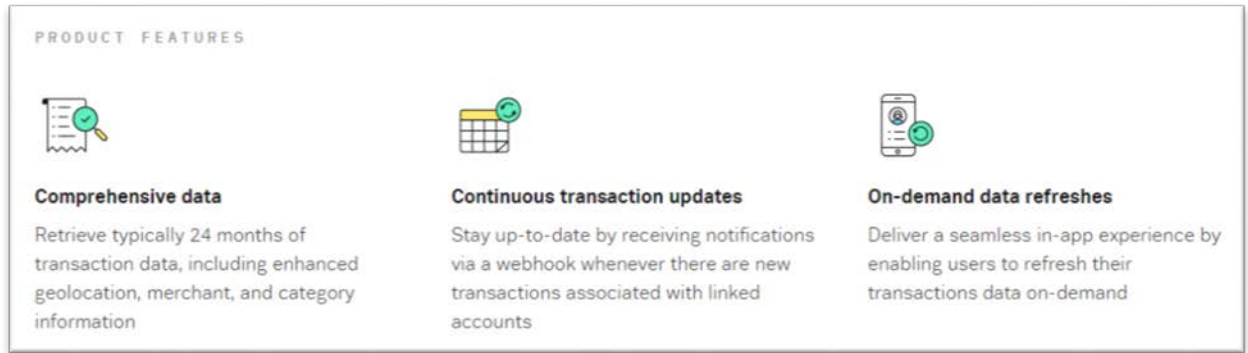 PRODUCT FEATURES
Comprehensive data
Retrieve typically 24 months of
transaction data, including enhanced
geolocation, merchant, and category
information
Continuous transaction updates
Stay up-to-date by receiving notifications
via a webhook whenever there are new
transactions associated with linked
accounts
On-demand data refreshes
Deliver a seamless in-app experience by
enabling users to refresh their
transactions data on-demand